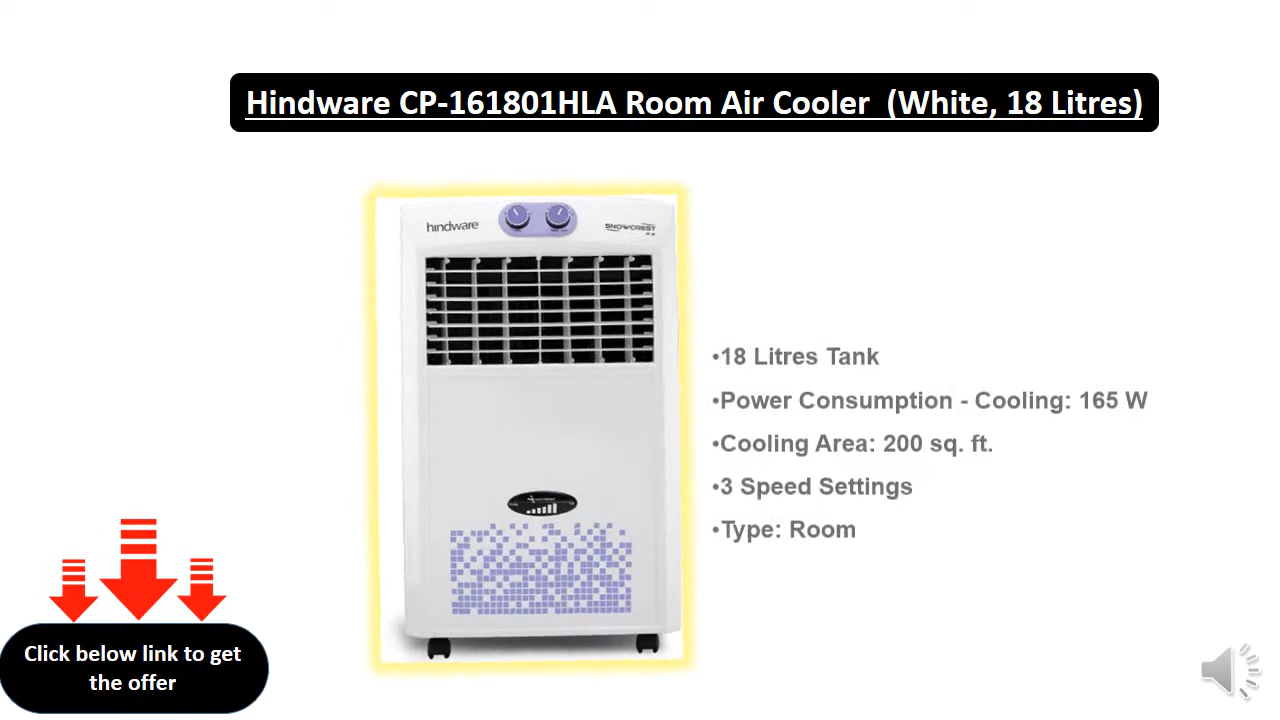 Hindware CP-161801HLA Room Air Cooler  (White, 18 Litres)
hindware
SNOWCREST
•18 Litres Tank
•Power Consumption - Cooling: 165 W
•Cooling Area: 200 sq. ft.
•3 Speed Settings
•Type: Room
Click below link to get
the offer